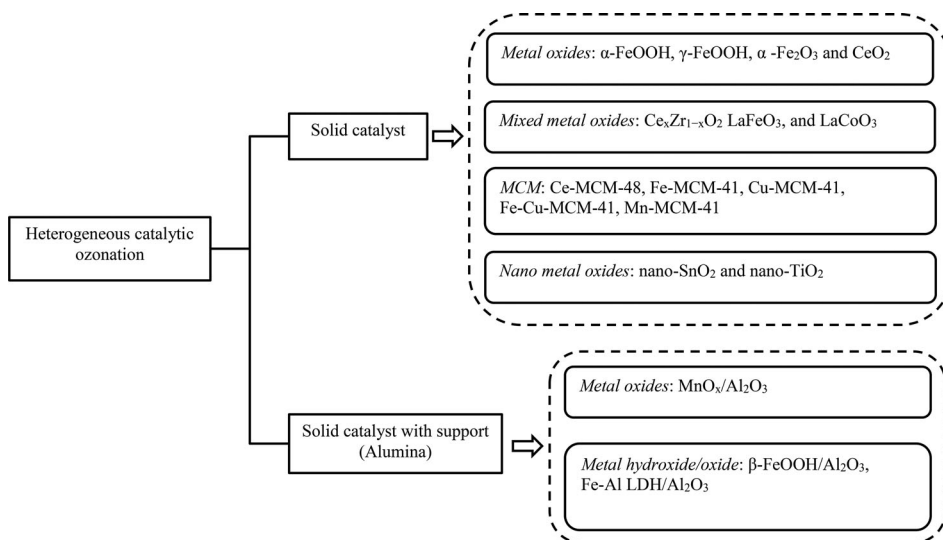 Metal oxides: α-FeOOH, γ-FeOOH, α -Fe₂O₃ and CeO₂
Solid catalyst
Mixed metal oxides: CeₓZr₁₋ₓO₂ LaFeO₃, and LaCoO₃
MCM: Ce-MCM-48, Fe-MCM-41, Cu-MCM-41,
Fe-Cu-MCM-41, Mn-MCM-41
Heterogeneous catalytic
ozonation
Nano metal oxides: nano-SnO₂ and nano-TiO₂
Metal oxides: MnOₓ/Al₂O₃
Solid catalyst with support
(Alumina)
Metal hydroxide/oxide: β-FeOOH/Al₂O₃,
Fe-Al LDH/Al₂O₃